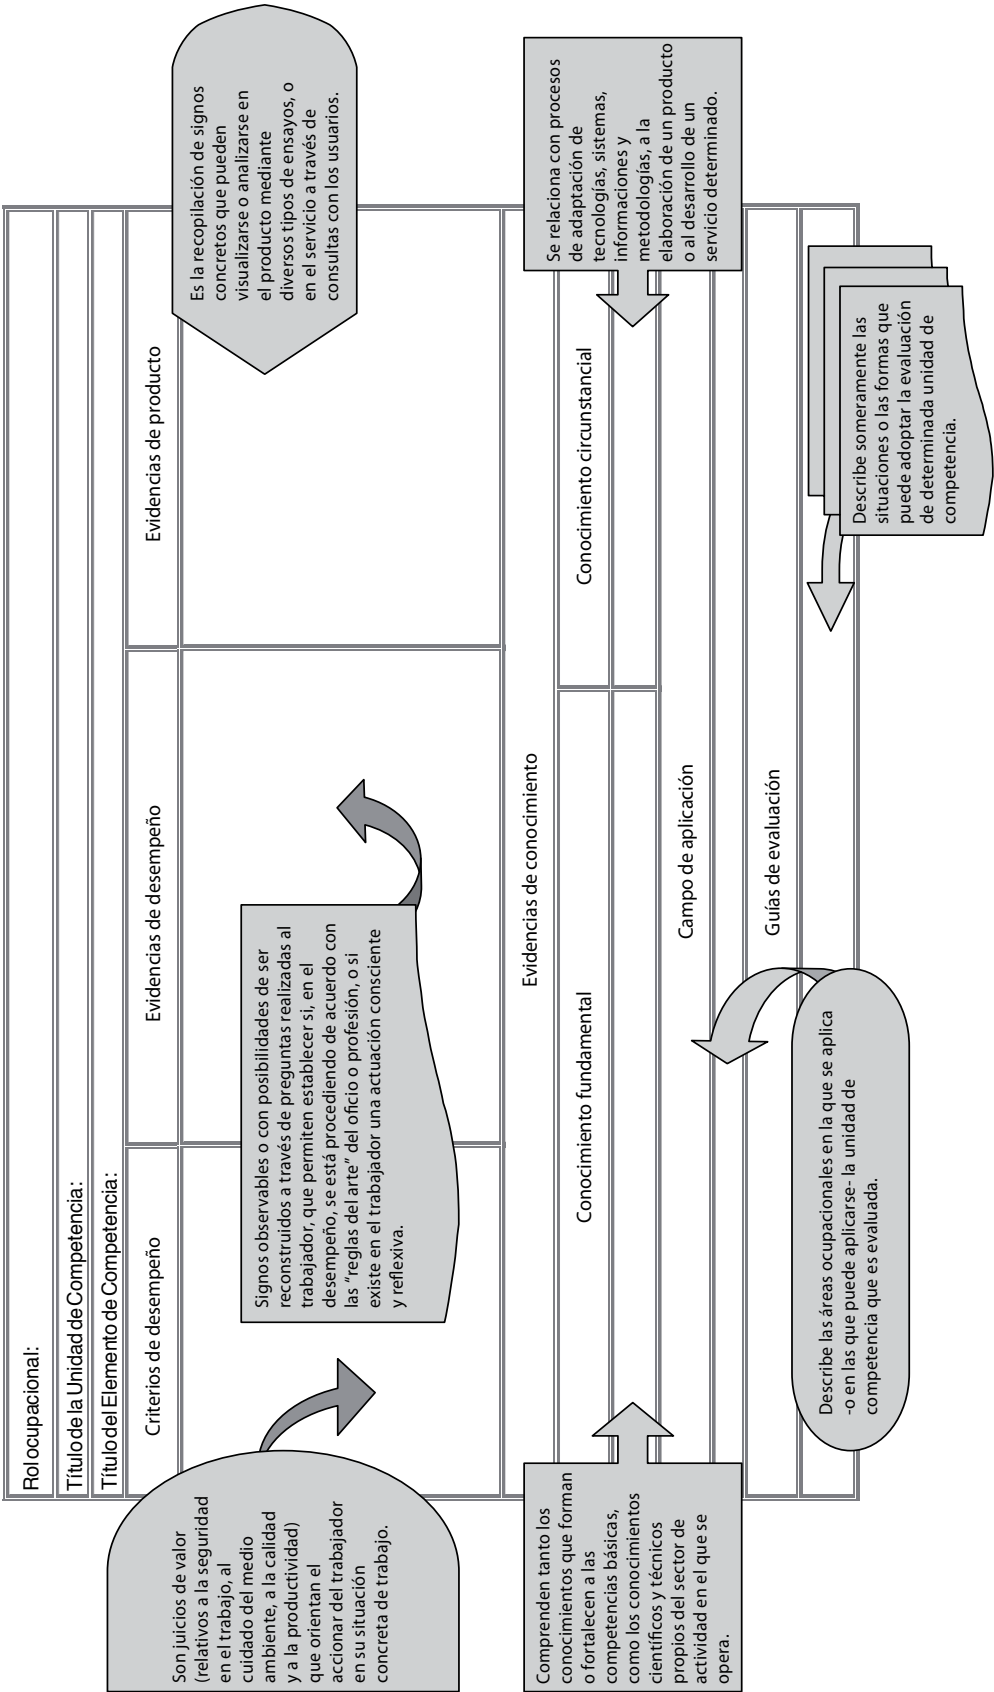 Rol ocupacional:
Título de la Unidad de Competencia:
Título del Elemento de Competencia:
Criterios de desempeño
Evidencias de desempeño
Evidencias de producto
Son juicios de valor
(relativos a la seguridad
en el trabajo, al
cuidado del medio
ambiente, a la calidad
y a la productividad)
que orientan el
accionar del trabajador
en su situación
concreta de trabajo.
Signos observables o con posibilidades de ser
reconstruidos a través de preguntas realizadas al
trabajador, que permiten establecer si, en el
desempeño, se está procediendo de acuerdo con
las “reglas del arte” del oficio o profesión, o si
existe en el trabajador una actuación consciente
y reflexiva.
Es la recopilación de signos
concretos que pueden
visualizarse o analizarse en
el producto mediante
diversos tipos de ensayos, o
en el servicio a través de
consultas con los usuarios.
Evidencias de conocimiento
Conocimiento fundamental
Conocimiento circunstancial
Comprenden tanto los
conocimientos que forman
o fortalecen a las
competencias básicas,
como los conocimientos
científicos y técnicos
propios del sector de
actividad en el que se
opera.
Se relaciona con procesos
de adaptación de
tecnologías, sistemas,
informaciones y
metodologías, a la
elaboración de un producto
o al desarrollo de un
servicio determinado.
Campo de aplicación
Guías de evaluación
Describe las áreas ocupacionales en la que se aplica
-o en las que puede aplicarse- la unidad de
competencia que es evaluada.
Describe someramente las
situaciones o las formas que
puede adoptar la evaluación
de determinada unidad de
competencia.